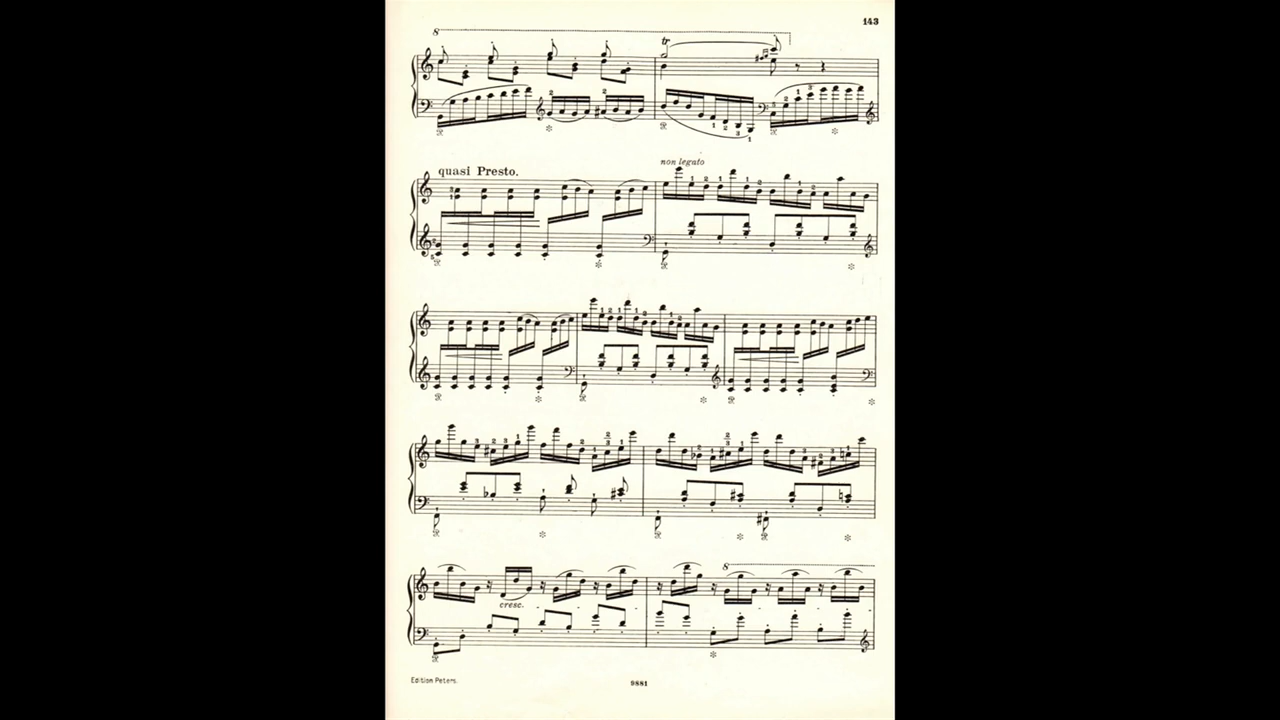 143
quasi Presto.
non legato
cresc.
Edition Peters.
9881